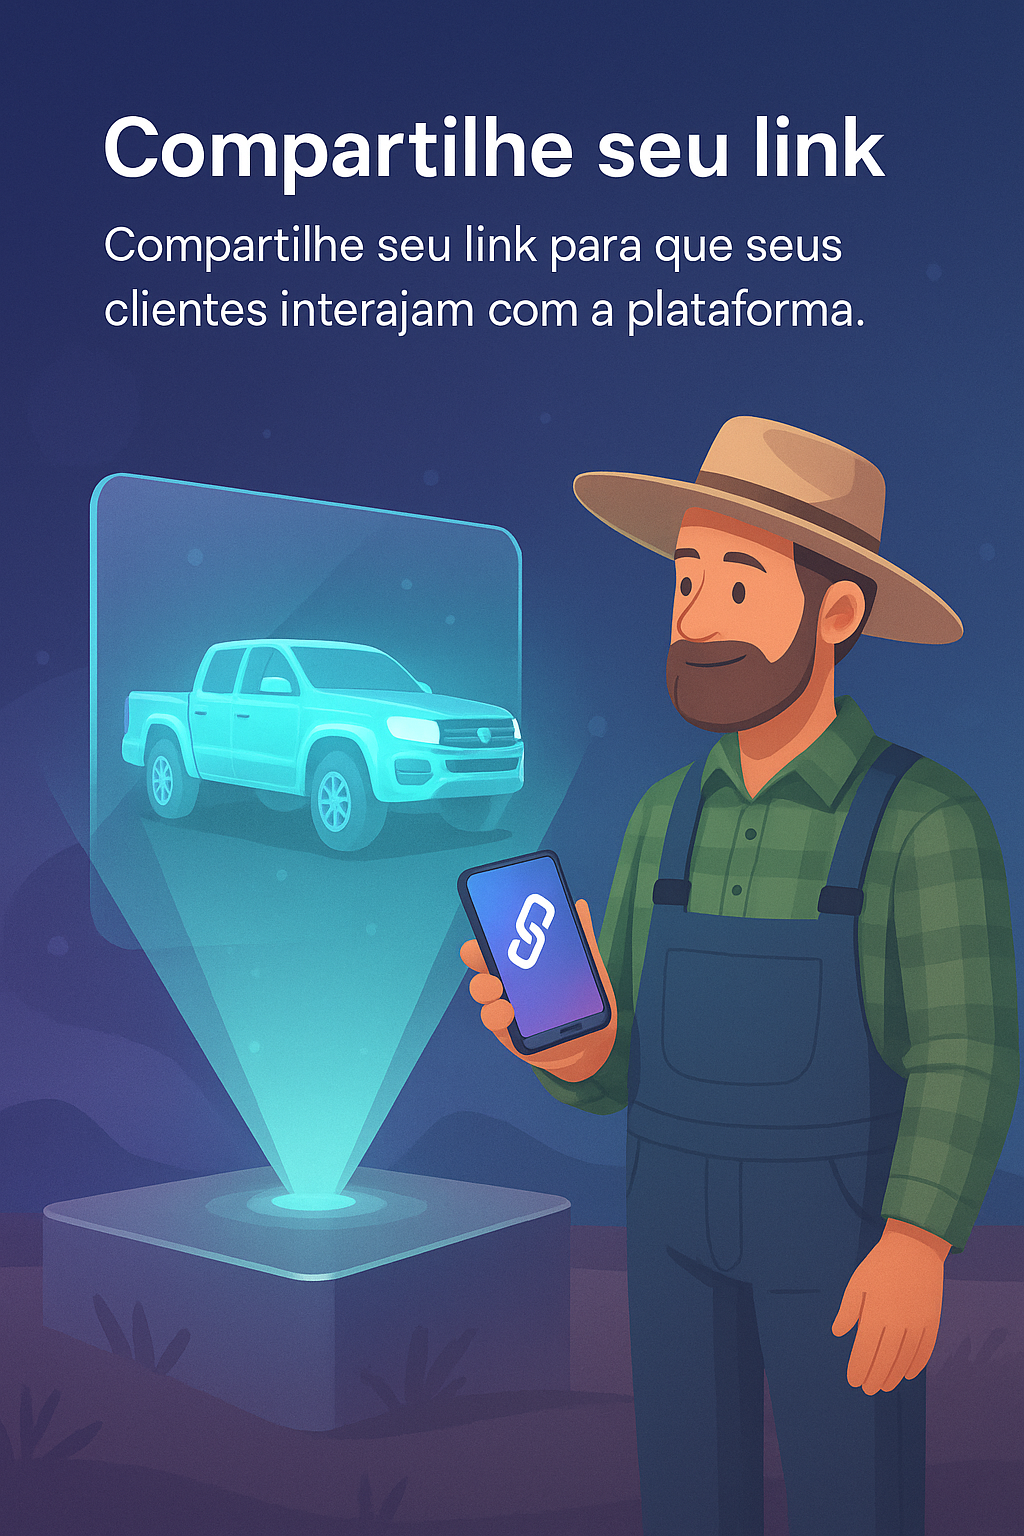 Compartilhe seu link
Compartilhe seu link para que seus
clientes interajam com a plataforma.